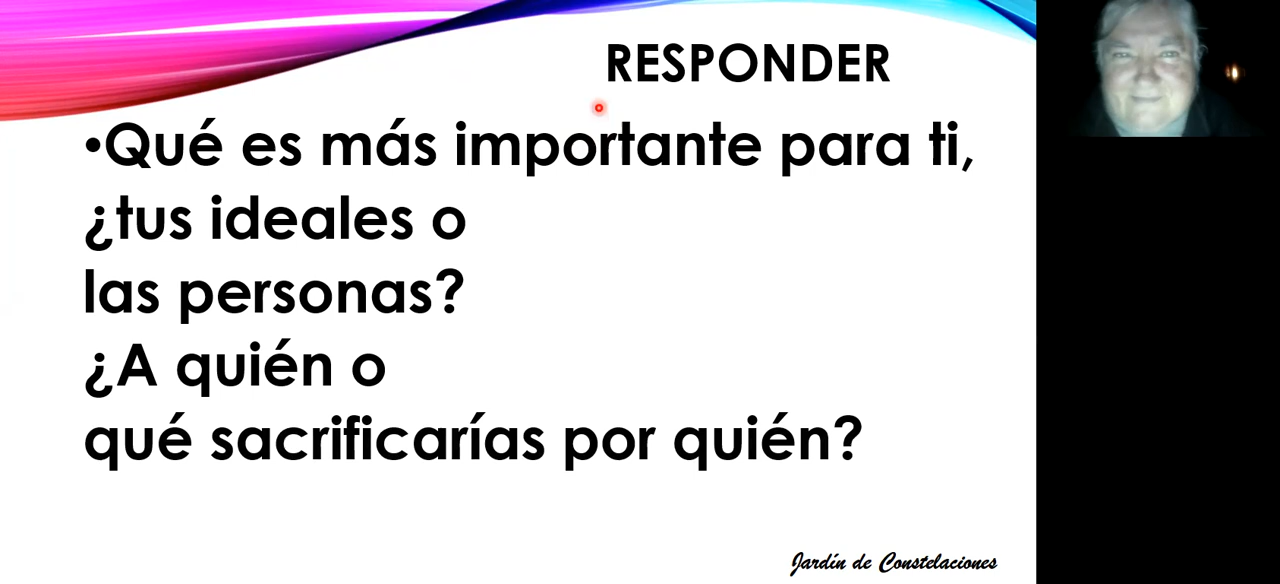 RESPONDER
•Qué es más importante para ti,
¿tus ideales o
las personas?
¿A quién o
qué sacrificarías por quién?
Jardín de Constelaciones